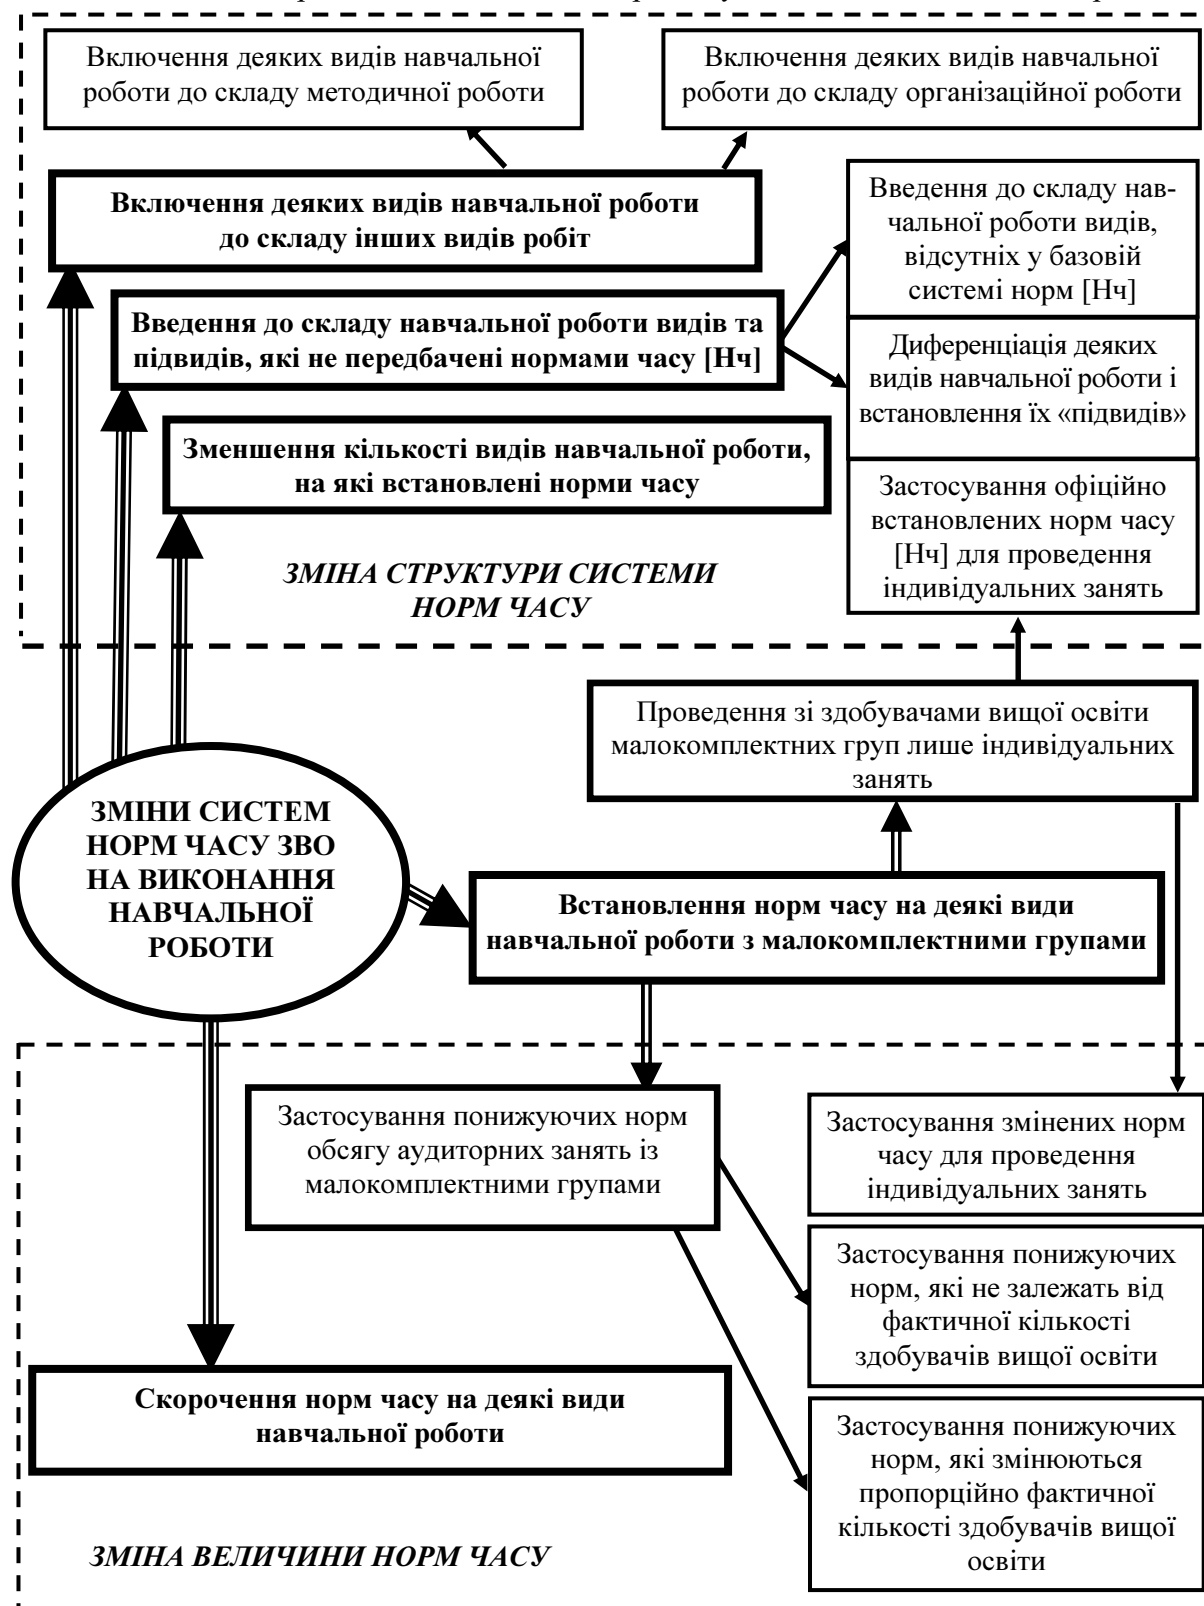 Включення деяких видів навчальної
роботи до складу методичної роботи
Включення деяких видів навчальної
роботи до складу організаційної роботи
Включення деяких видів навчальної роботи
до складу інших видів робіт
Введення до складу нав-
чальної роботи видів,
відсутніх у базовій
системі норм [Нч]
Введення до складу навчальної роботи видів та
підвидів, які не передбачені нормами часу [Нч]
Диференціація деяких
видів навчальної роботи і
встановлення їх «підвидів»
Зменшення кількості видів навчальної роботи,
на які встановлені норми часу
Застосування офіційно
встановлених норм часу
[Нч] для проведення
індивідуальних занять
ЗМІНА СТРУКТУРИ СИСТЕМИ
НОРМ ЧАСУ
Проведення зі здобувачами вищої освіти
малокомплектних груп лише індивідуальних
занять
ЗМІНИ СИСТЕМ
НОРМ ЧАСУ ЗВО
НА ВИКОНАННЯ
НАВЧАЛЬНОЇ
РОБОТИ
Встановлення норм часу на деякі види
навчальної роботи з малокомплектними групами
Застосування понижуючих норм
обсягу аудиторних занять із
малокомплектними групами
Застосування змінених норм
часу для проведення
індивідуальних занять
Застосування понижуючих
норм, які не залежать від
фактичної кількості
здобувачів вищої освіти
Скорочення норм часу на деякі види
навчальної роботи
Застосування понижуючих
норм, які змінюються
пропорційно фактичної
кількості здобувачів вищої
освіти
ЗМІНА ВЕЛИЧИНИ НОРМ ЧАСУ